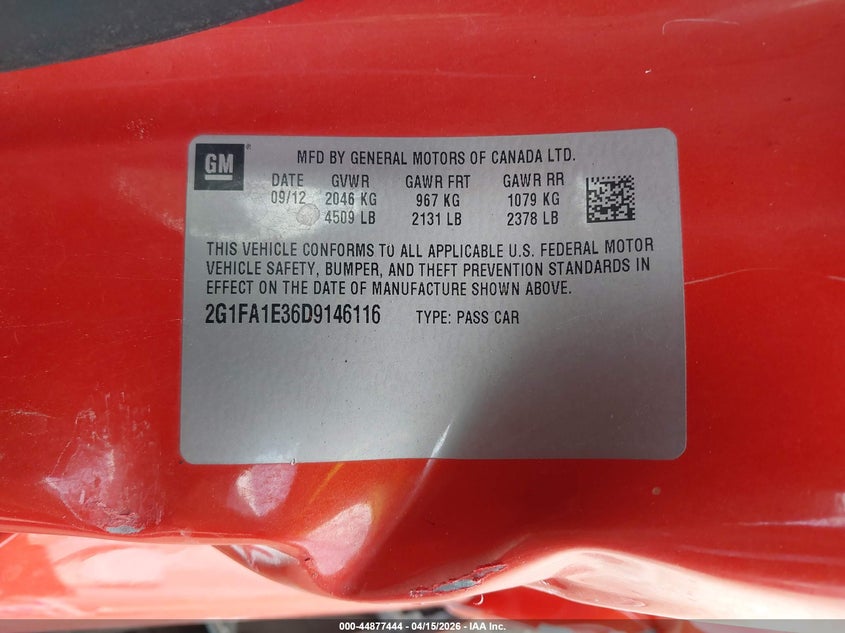 GM
MFD BY GENERAL MOTORS OF CANADA LTD.
DATE GVWR GAWR FRT GAWR RR
09/12 2046 KG 967 KG 1079 KG
4509 LB 2131 LB 2378 LB
THIS VEHICLE CONFORMS TO ALL APPLICABLE U.S. FEDERAL MOTOR
VEHICLE SAFETY, BUMPER, AND THEFT PREVENTION STANDARDS IN
EFFECT ON THE DATE OF MANUFACTURE SHOWN ABOVE.
2G1FA1E36D9146116 TYPE: PASS CAR
000-44877444 | 04/15/2026 | IAA Inc.